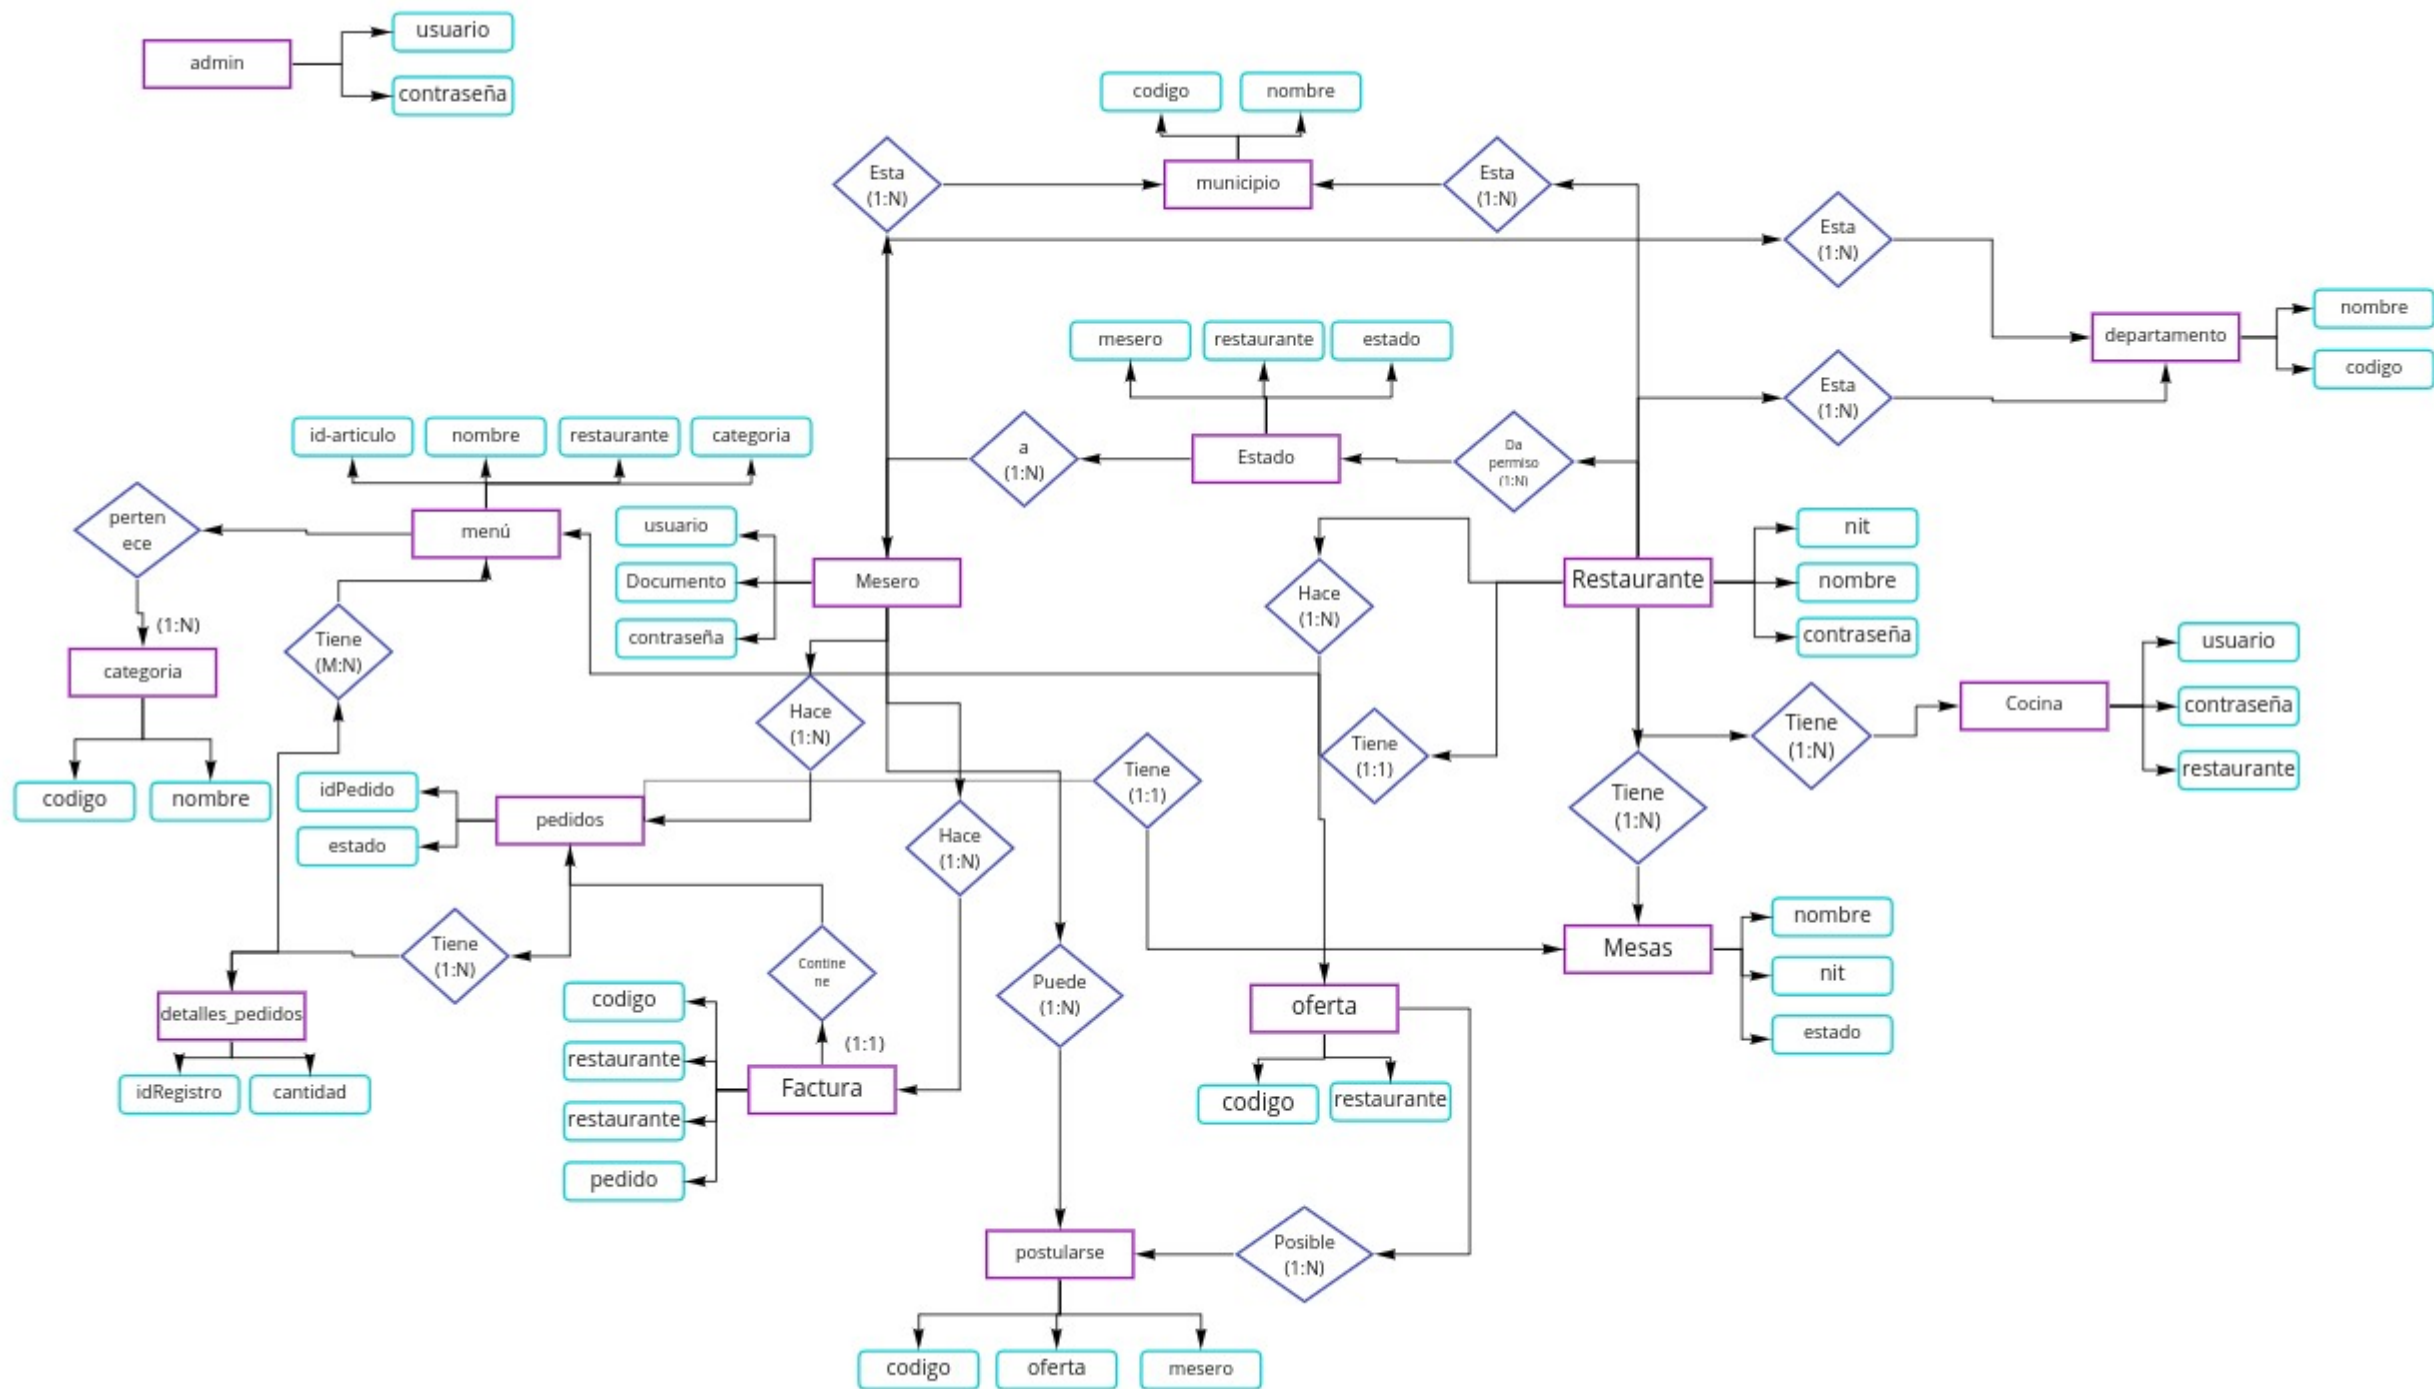 usuario
admin
contraseña
codigo
nombre
Esta
(1:N)
municipio
Esta
(1:N)
Esta
(1:N)
nombre
departamento
codigo
mesero
restaurante
estado
Esta
(1:N)
a
(1:N)
Estado
Da
permiso
(1:N)
id-articulo
nombre
restaurante
categoria
perten
ece
menú
usuario
Documento
contraseña
Mesero
Hace
(1:N)
Restaurante
nit
nombre
contraseña
(1:N)
categoria
Tiene
(M:N)
usuario
Cocina
contraseña
restaurante
Hace
(1:N)
Tiene
(1:1)
Tiene
(1:1)
Tiene
(1:N)
Tiene
(1:N)
codigo
nombre
idPedido
estado
pedidos
Hace
(1:N)
nombre
Mesas
nit
estado
Tiene
(1:N)
Contine
ne
Puede
(1:N)
oferta
detalles_pedidos
codigo
restaurante
restaurante
pedido
(1:1)
Factura
idRegistro
cantidad
codigo
restaurante
postularse
Posible
(1:N)
codigo
oferta
mesero